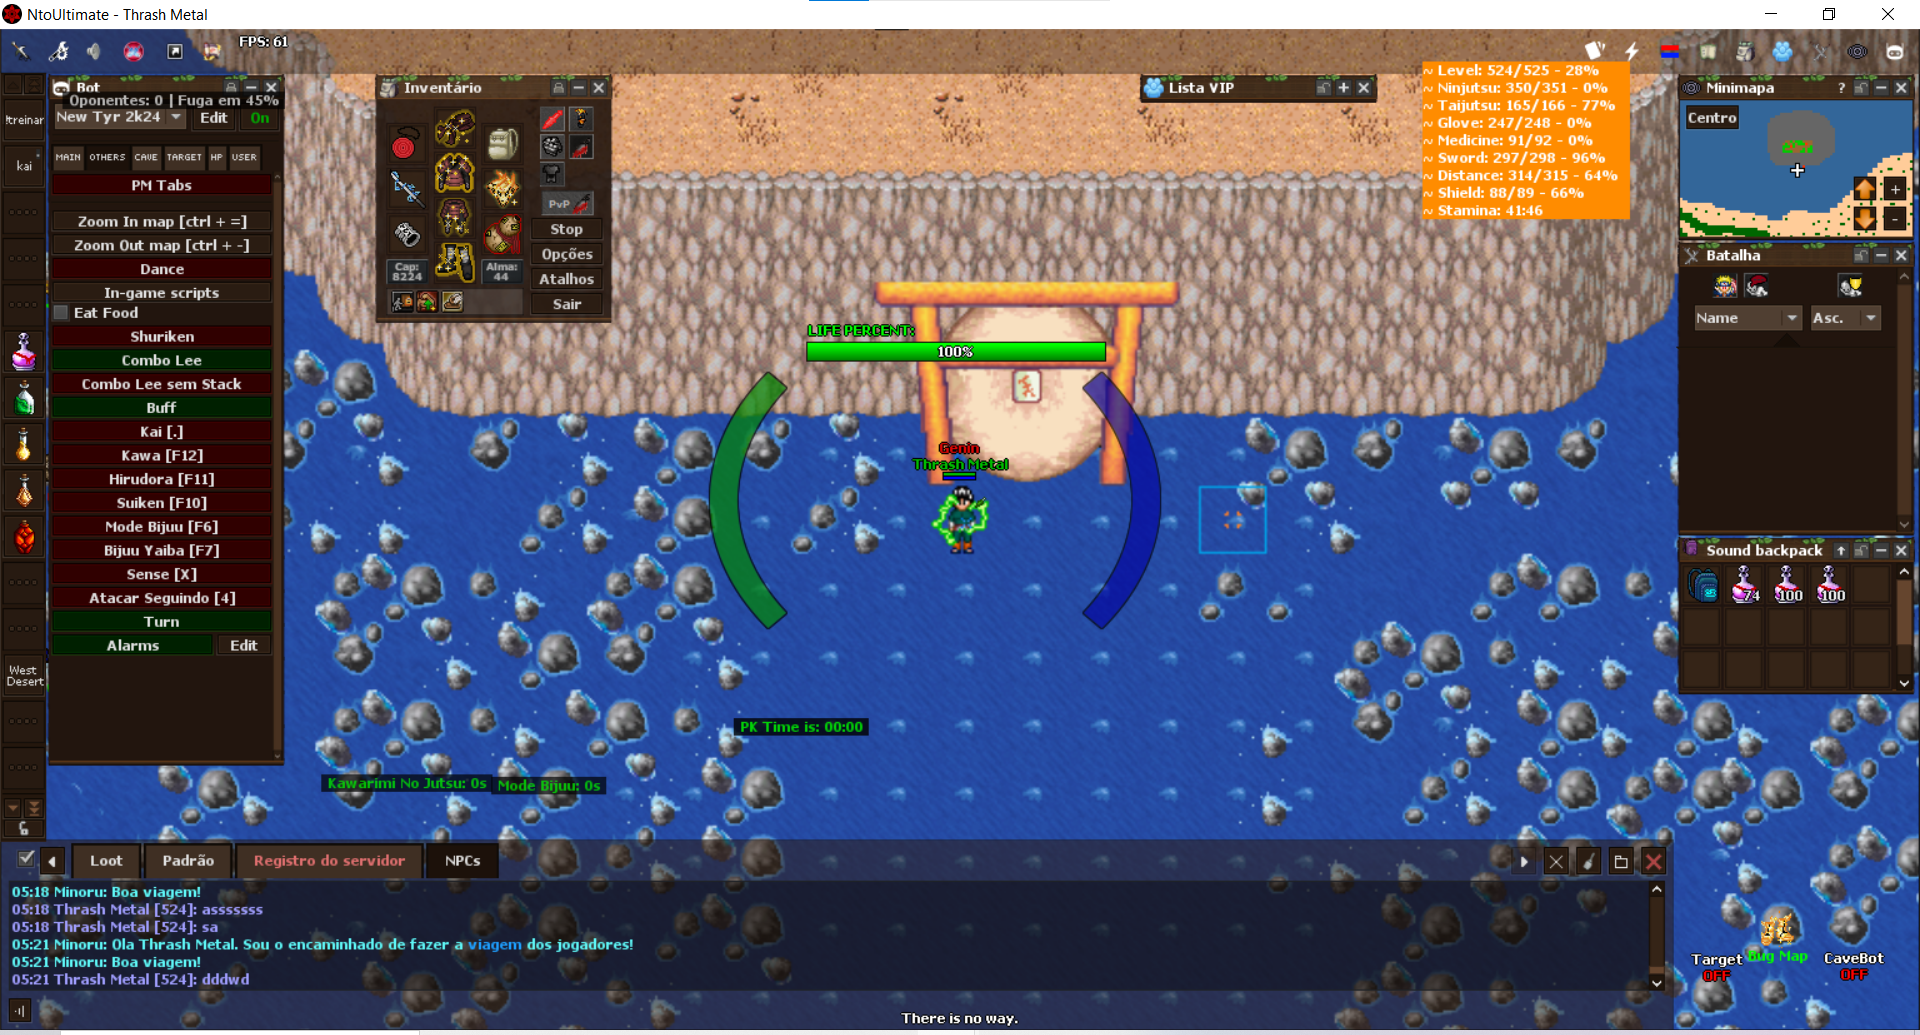 NtoUltimate - Thrash Metal
FPS: 61
Bot
Oponentes: 0 | Fuga em 45%
New Tyr 2k24
Edit
On
MAIN OTHERS CAVE TARGET HP USER
PM Tabs
Zoom In map [ctrl + =]
Zoom Out map [ctrl + -]
Dance
In-game scripts
Eat Food
Shuriken
Combo Lee
Combo Lee sem Stack
Buff
Kai [.]
Kawa [F12]
Hirudora [F11]
Suiken [F10]
Mode Bijuu [F6]
Bijuu Yaiba [F7]
Sense [X]
Atacar Seguindo [4]
Turn
Alarms
Edit
!treinar
kai
West
Desert
Inventário
PvP
Stop
Opções
Atalhos
Sair
Cap:
8224
Alma:
44
Lista VIP
~ Level: 524/525 - 28%
~ Ninjutsu: 350/351 - 0%
~ Taijutsu: 165/166 - 77%
~ Glove: 247/248 - 0%
~ Medicine: 91/92 - 0%
~ Sword: 297/298 - 96%
~ Distance: 314/315 - 64%
~ Shield: 88/89 - 66%
~ Stamina: 41:46
Minimapa
?
Centro
Batalha
Name
Asc.
Sound backpack
74
100
100
LIFE PERCENT:
100%
Genin
Thrash Metal
PK Time is: 00:00
Kawarimi No Jutsu: 0s
Mode Bijuu: 0s
Loot
Padrão
Registro do servidor
NPCs
05:18 Minoru: Boa viagem!
05:18 Thrash Metal [524]: asssssss
05:18 Thrash Metal [524]: sa
05:21 Minoru: Ola Thrash Metal. Sou o encaminhado de fazer a viagem dos jogadores!
05:21 Minoru: Boa viagem!
05:21 Thrash Metal [524]: dddwd
Target
OFF
Bug Map
CaveBot
OFF
There is no way.